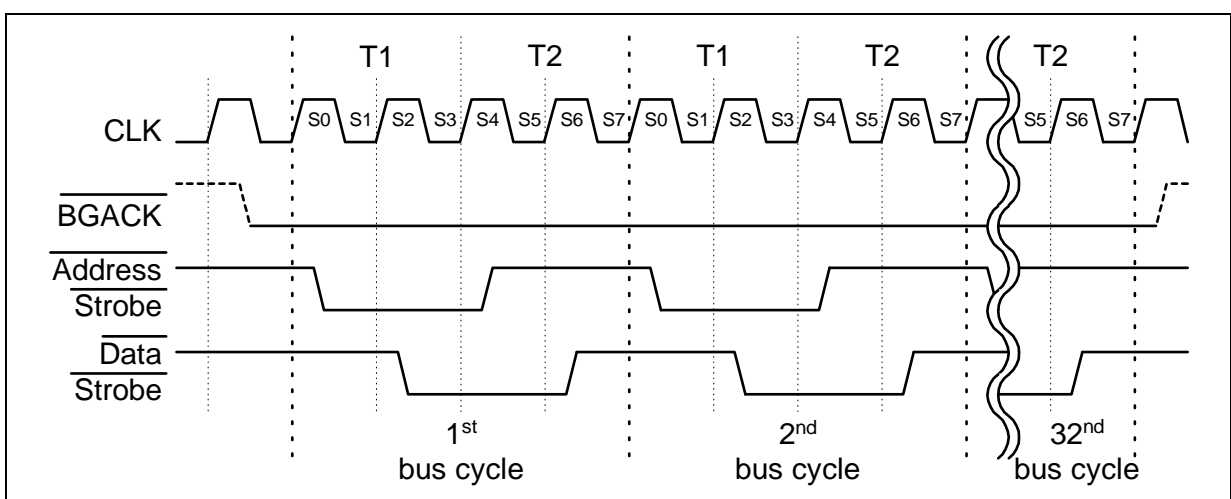 T1 T2 T1 T2 T2
CLK S0 S1 S2 S3 S4 S5 S6 S7 S0 S1 S2 S3 S4 S5 S6 S7 S5 S6 S7
BGACK
Address
Strobe
Data
Strobe
1st 2nd 32nd
bus cycle bus cycle bus cycle